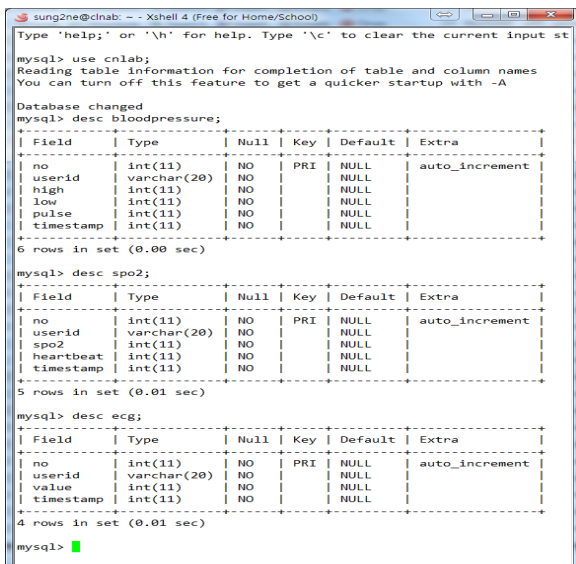 sung2ne@clnab: ~ - Xshell 4 (Free for Home/School)
Type 'help;' or '\h' for help. Type '\c' to clear the current input st
mysql> use cnlab;
Reading table information for completion of table and column names
You can turn off this feature to get a quicker startup with -A
Database changed
mysql> desc bloodpressure;
+-----------+-------------+------+-----+---------+----------------+
| Field | Type | Null | Key | Default | Extra |
+-----------+-------------+------+-----+---------+----------------+
| no | int(11) | NO | PRI | NULL | auto_increment |
| userid | varchar(20) | NO | | NULL | |
| high | int(11) | NO | | NULL | |
| low | int(11) | NO | | NULL | |
| pulse | int(11) | NO | | NULL | |
| timestamp | int(11) | NO | | NULL | |
+-----------+-------------+------+-----+---------+----------------+
6 rows in set (0.00 sec)
mysql> desc spo2;
+-----------+-------------+------+-----+---------+----------------+
| Field | Type | Null | Key | Default | Extra |
+-----------+-------------+------+-----+---------+----------------+
| no | int(11) | NO | PRI | NULL | auto_increment |
| userid | varchar(20) | NO | | NULL | |
| spo2 | int(11) | NO | | NULL | |
| heartbeat | int(11) | NO | | NULL | |
| timestamp | int(11) | NO | | NULL | |
+-----------+-------------+------+-----+---------+----------------+
5 rows in set (0.01 sec)
mysql> desc ecg;
+-----------+-------------+------+-----+---------+----------------+
| Field | Type | Null | Key | Default | Extra |
+-----------+-------------+------+-----+---------+----------------+
| no | int(11) | NO | PRI | NULL | auto_increment |
| userid | varchar(20) | NO | | NULL | |
| value | int(11) | NO | | NULL | |
| timestamp | int(11) | NO | | NULL | |
+-----------+-------------+------+-----+---------+----------------+
4 rows in set (0.01 sec)
mysql>